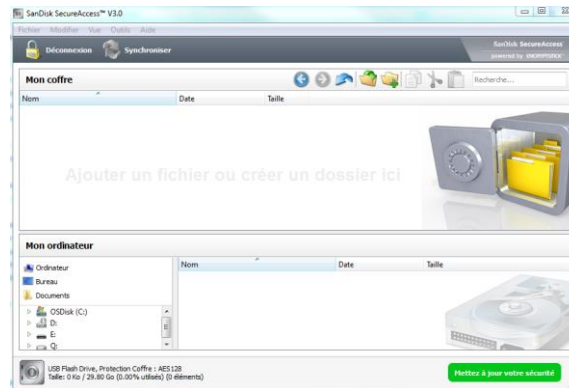 SanDisk SecureAccess™ V3.0
Fichier Modifier Vue Outils Aide
Déconnexion Synchroniser
SanDisk SecureAccess
powered by ENCRYPTSTICK™
Mon coffre
Recherche...
Nom Date Taille
Ajouter un fichier ou créer un dossier ici
Mon ordinateur
Ordinateur
Bureau
Documents
OSDisk (C:)
D:
E:
Q:
Nom Date Taille
USB Flash Drive, Protection Coffre : AES128
Taille: 0 Ko / 29.80 Go (0.00% utilisés) (0 éléments)
Mettez à jour votre sécurité